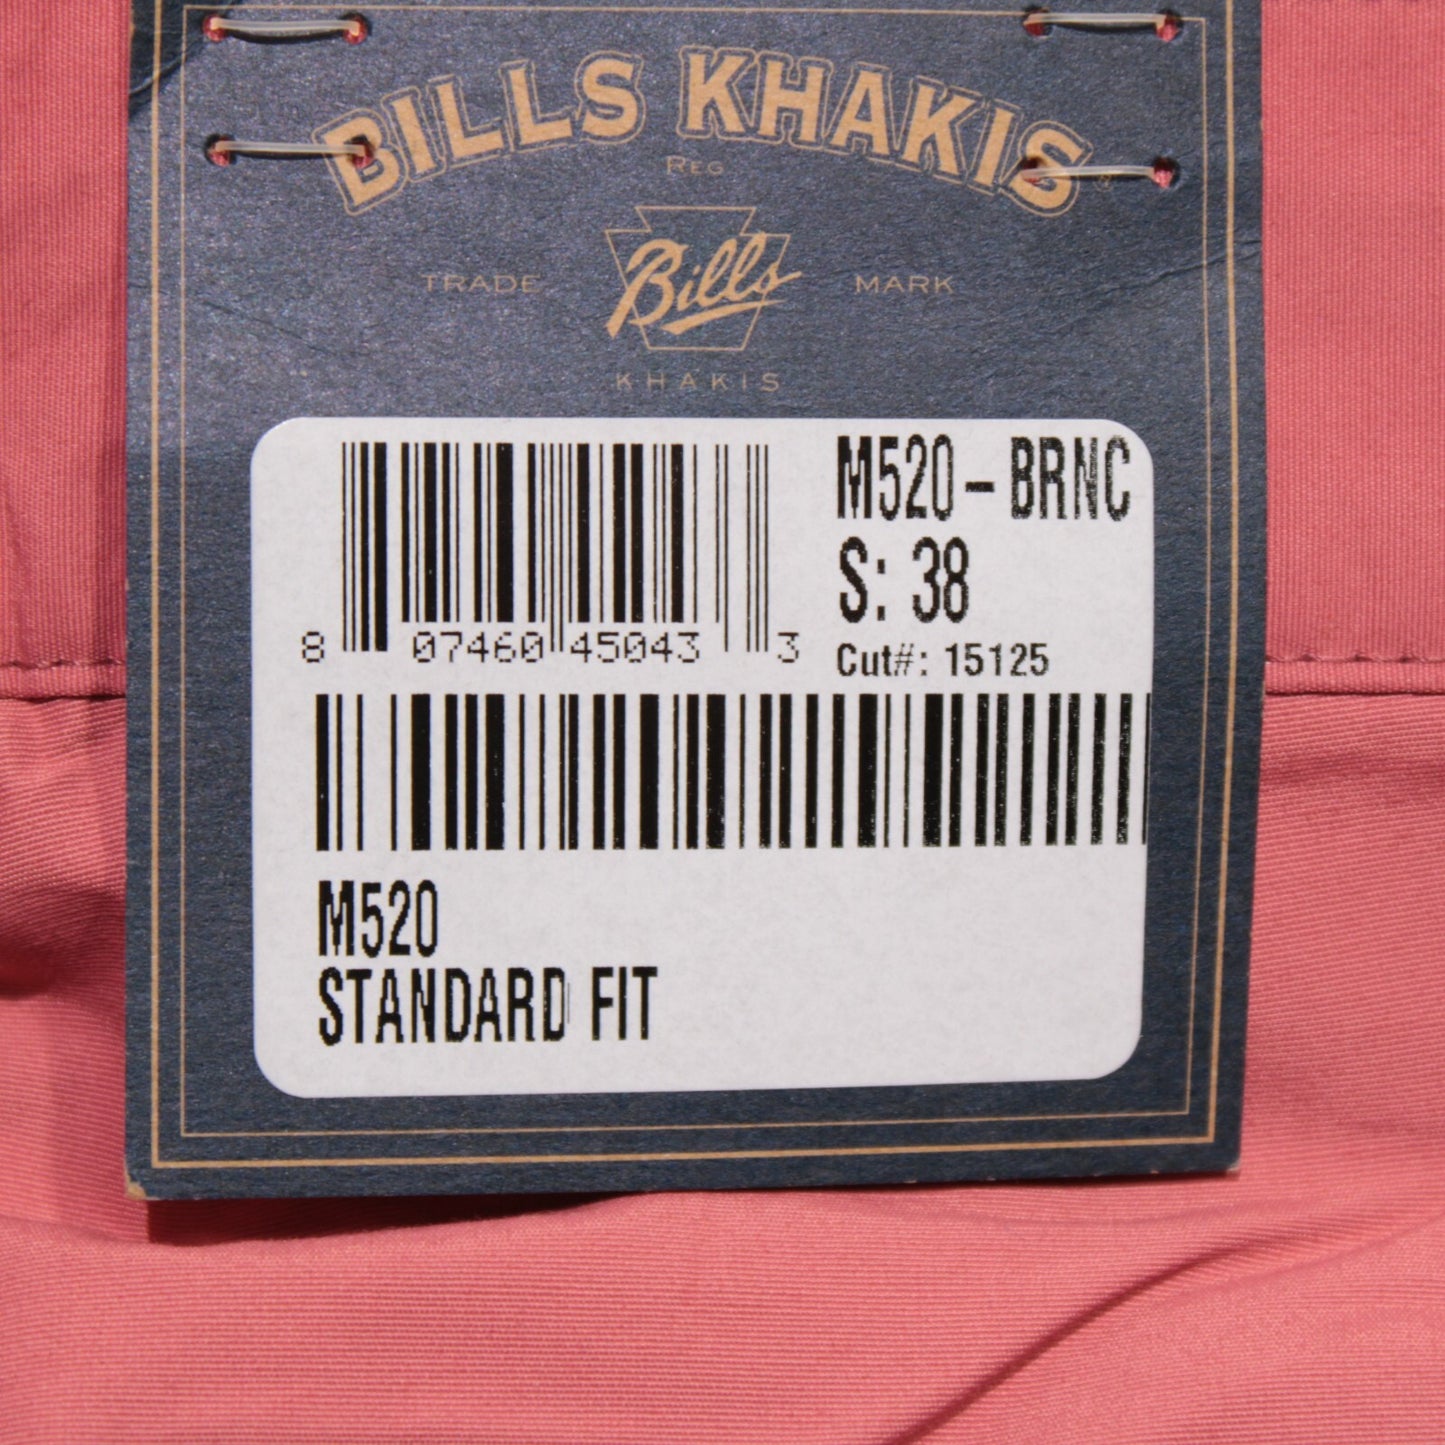 BILLS KHAKIS
REG
TRADE Bills MARK
KHAKIS
M520-BRNC
S: 38
8 07460 45043 3
Cut#: 15125
M520
STANDARD FIT